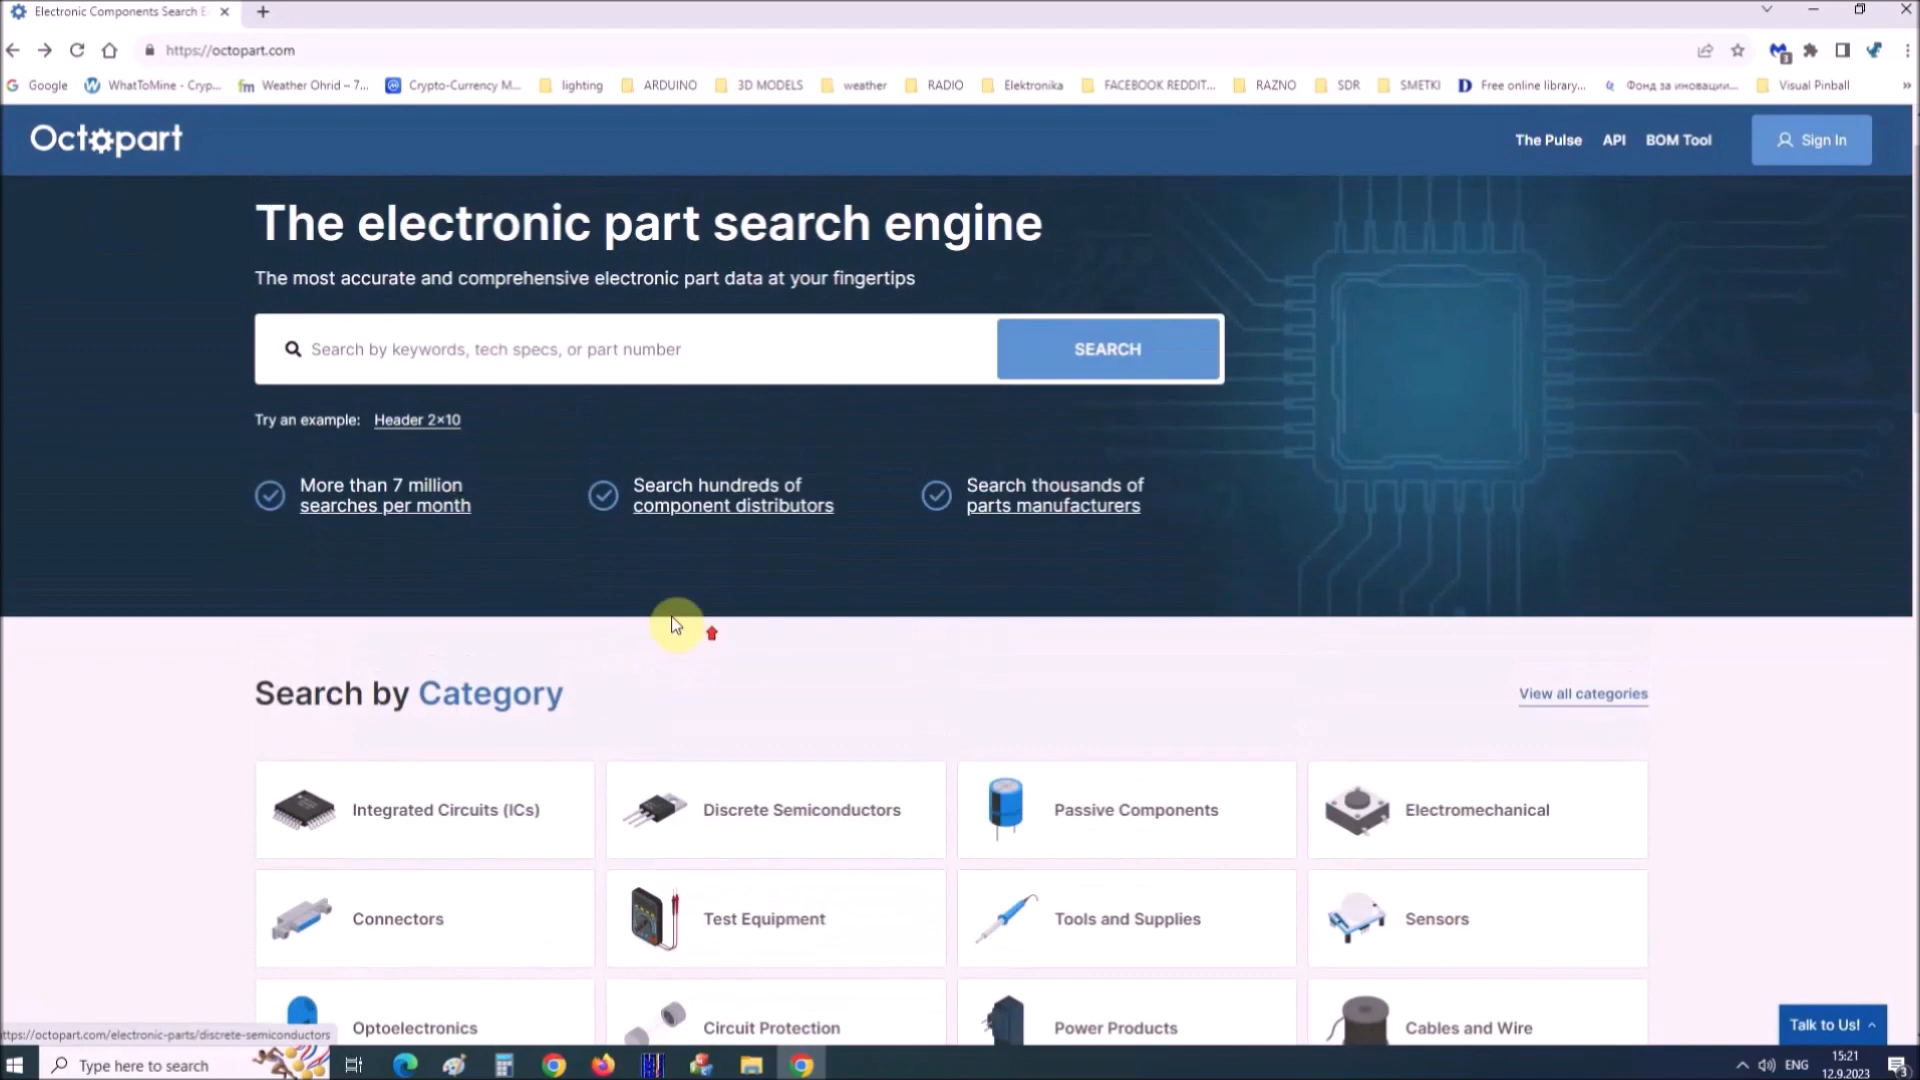 Electronic Components Search E
https://octopart.com
Google
WhatToMine - Cryp...
fm Weather Ohrid – 7...
Crypto-Currency M...
lighting
ARDUINO
3D MODELS
weather
RADIO
Elektronika
FACEBOOK REDDIT...
RAZNO
SDR
SMETKI
Free online library...
Фонд за иновации...
Visual Pinball
»
Octopart
The Pulse
API
BOM Tool
Sign In
The electronic part search engine
The most accurate and comprehensive electronic part data at your fingertips
Search by keywords, tech specs, or part number
SEARCH
Try an example: Header 2×10
More than 7 million
searches per month
Search hundreds of
component distributors
Search thousands of
parts manufacturers
Search by Category
View all categories
Integrated Circuits (ICs)
Discrete Semiconductors
Passive Components
Electromechanical
Connectors
Test Equipment
Tools and Supplies
Sensors
Optoelectronics
Circuit Protection
Power Products
Cables and Wire
ttps://octopart.com/electronic-parts/discrete-semiconductors
Talk to Us!
Type here to search
ENG
15:21
12.9.2023
3